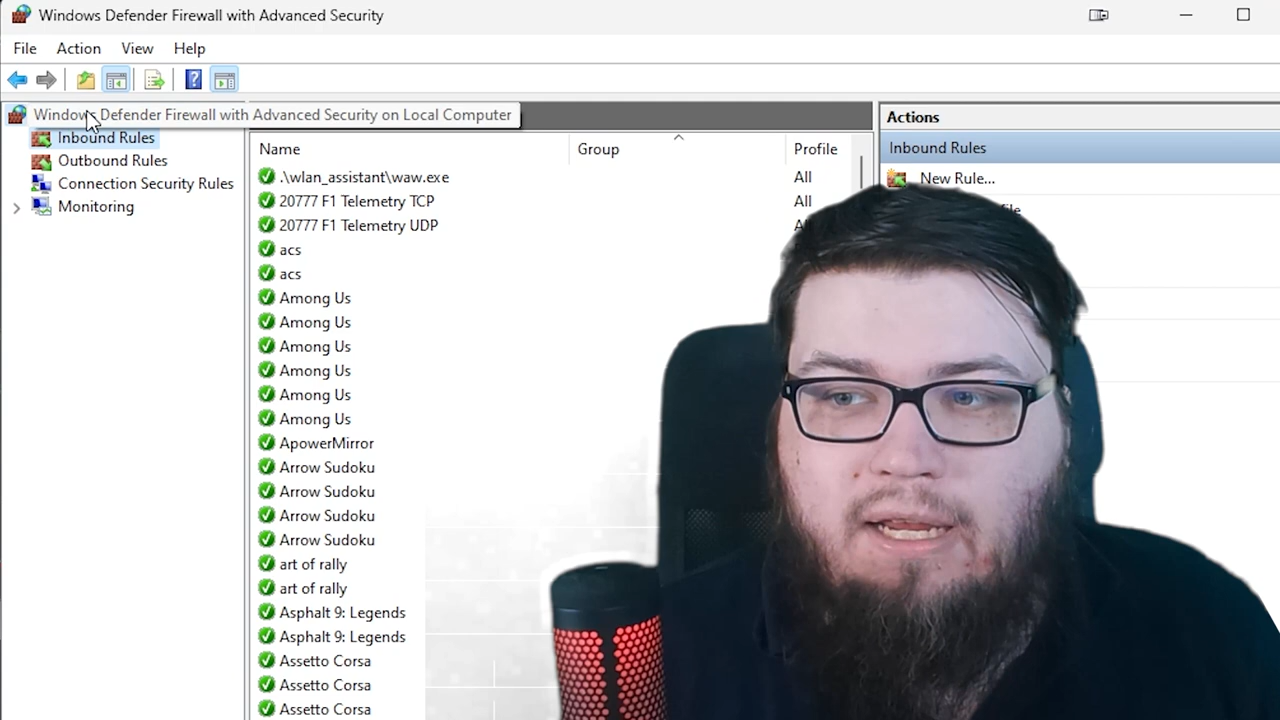 Windows Defender Firewall with Advanced Security
File Action View Help
Windows Defender Firewall with Advanced Security on Local Computer
Inbound Rules
Outbound Rules
Connection Security Rules
Monitoring
Name Group Profile
.\wlan_assistant\waw.exe All
20777 F1 Telemetry TCP All
20777 F1 Telemetry UDP
acs
acs
Among Us
Among Us
Among Us
Among Us
Among Us
Among Us
ApowerMirror
Arrow Sudoku
Arrow Sudoku
Arrow Sudoku
Arrow Sudoku
art of rally
art of rally
Asphalt 9: Legends
Asphalt 9: Legends
Assetto Corsa
Assetto Corsa
Assetto Corsa
Actions
Inbound Rules
New Rule...